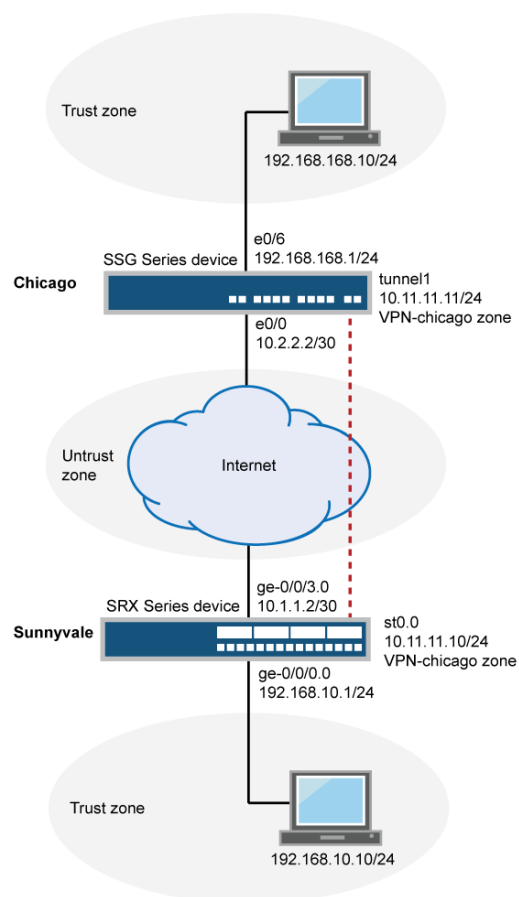 Trust zone
192.168.168.10/24
e0/6
SSG Series device
192.168.168.1/24
Chicago
tunnel1
10.11.11.11/24
VPN-chicago zone
e0/0
10.2.2.2/30
Untrust
zone
Internet
ge-0/0/3.0
SRX Series device
10.1.1.2/30
Sunnyvale
st0.0
10.11.11.10/24
VPN-chicago zone
ge-0/0/0.0
192.168.10.1/24
Trust zone
192.168.10.10/24